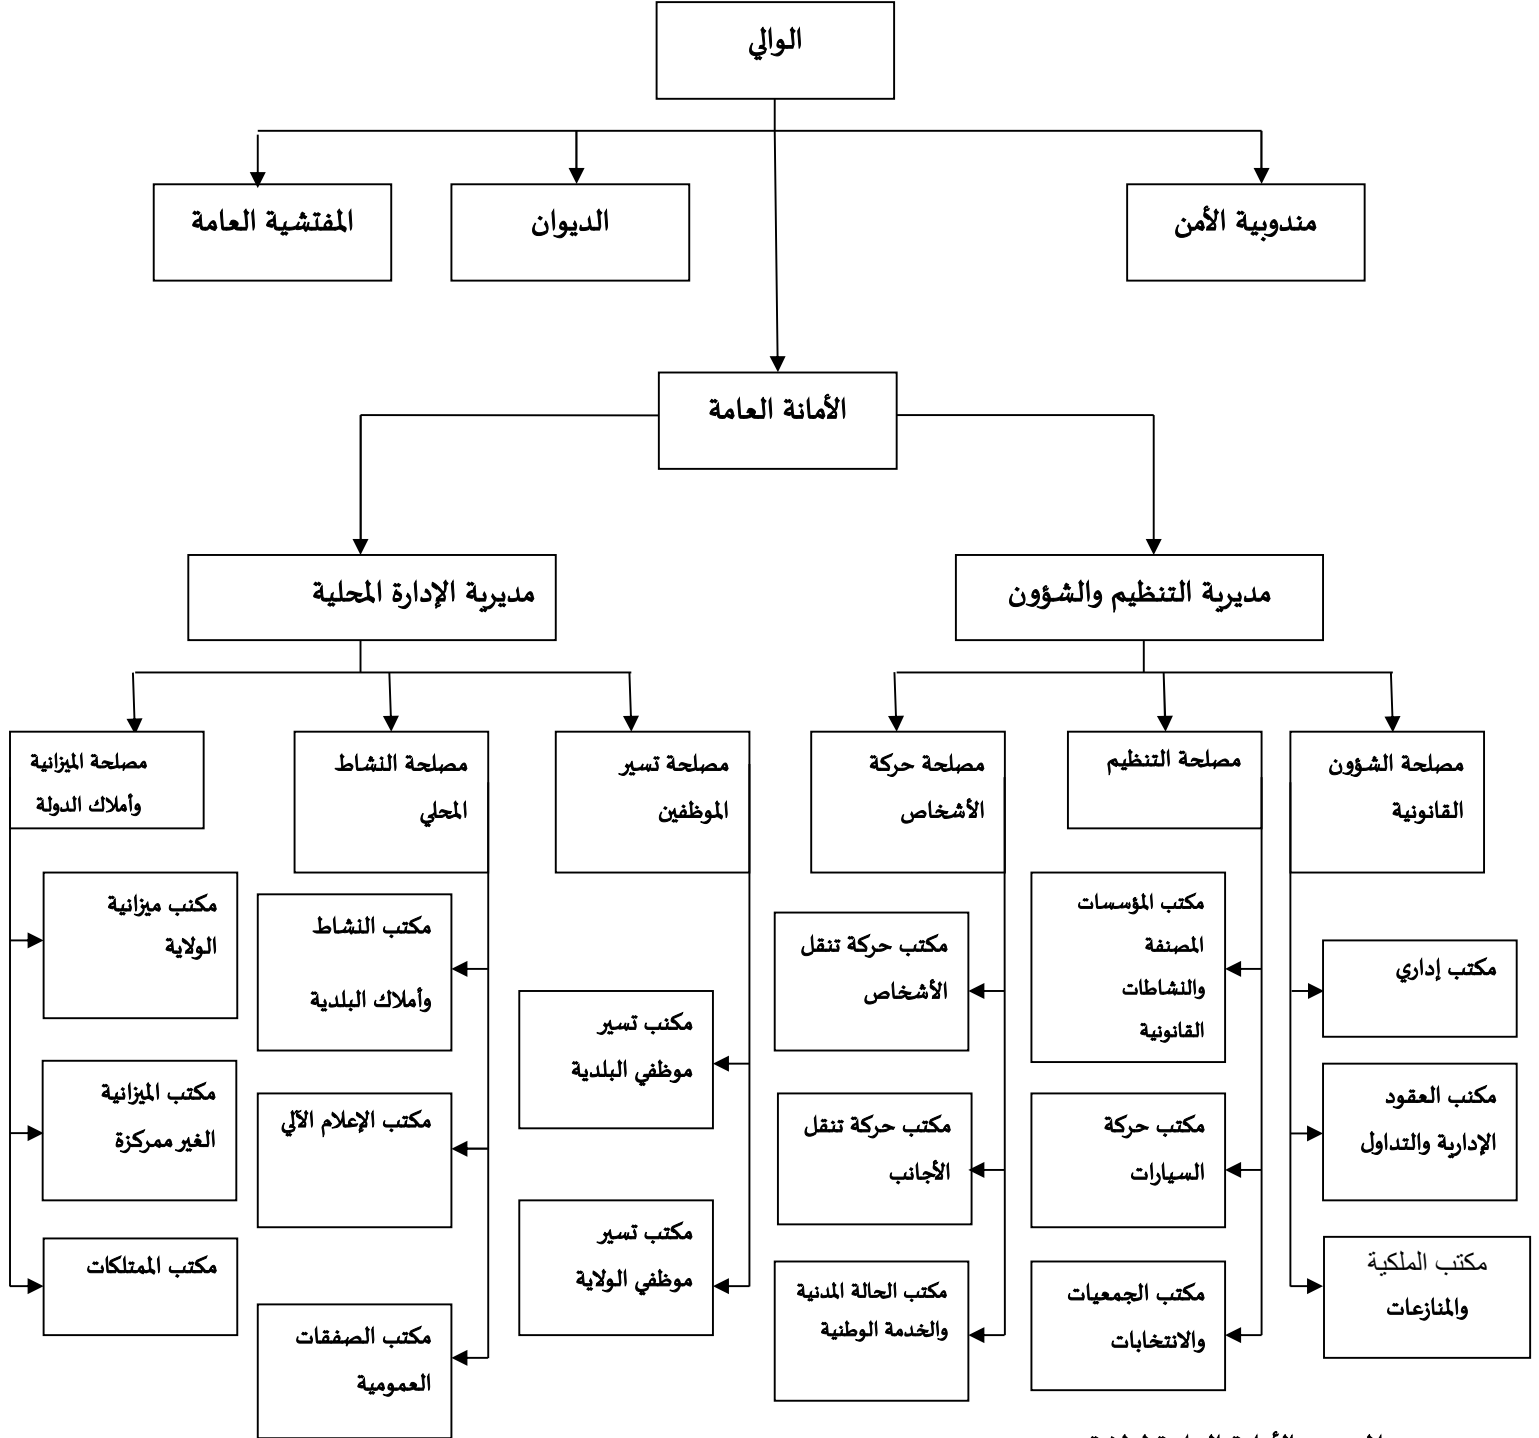 الوالي
مندوبية الأمن
الديوان
المفتشية العامة
الأمانة العامة
مديرية التنظيم والشؤون
مديرية الإدارة المحلية
مصلحة الشؤون
القانونية
مصلحة التنظيم
مصلحة حركة
الأشخاص
مصلحة تسير
الموظفين
مصلحة النشاط
المحلي
مصلحة الميزانية
وأملاك الدولة
مكتب إداري
مكنب العقود
الإدارية والتداول
مكتب الملكية
والمنازعات
مكتب المؤسسات
المصنفة
والنشاطات
القانونية
مكتب حركة
السيارات
مكتب الجمعيات
والانتخابات
مكتب حركة تنقل
الأشخاص
مكتب حركة تنقل
الأجانب
مكتب الحالة المدنية
والخدمة الوطنية
مكنب تسير
موظفي البلدية
مكتب تسير
موظفي الولاية
مكتب النشاط
وأملاك البلدية
مكتب الإعلام الآلي
مكتب الصفقات
العمومية
مكنب ميزانية
الولاية
مكتب الميزانية
الغير ممركزة
مكتب الممتلكات